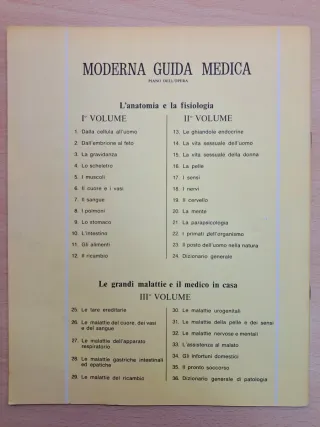 MODERNA GUIDA MEDICA
PIANO DELL'OPERA
L'anatomia e la fisiologia
I° VOLUME
1. Dalla cellula all'uomo
2. Dall'embrione al feto
3. La gravidanza
4. Lo scheletro
5. I muscoli
6. Il cuore e i vasi
7. Il sangue
8. I polmoni
9. Lo stomaco
10. L'intestino
11. Gli alimenti
12. Il ricambio
II° VOLUME
13. Le ghiandole endocrine
14. La vita sessuale dell'uomo
15. La vita sessuale della donna
16. La pelle
17. I sensi
18. I nervi
19. Il cervello
20. La mente
21. La parapsicologia
22. I primati dell'organismo
23. Il posto dell'uomo nella natura
24. Dizionario generale
Le grandi malattie e il medico in casa
III° VOLUME
25. Le tare ereditarie
26. Le malattie del cuore, dei vasi
e del sangue
27. Le malattie dell'apparato
respiratorio
28. Le malattie gastriche intestinali
ed epatiche
29. Le malattie del ricambio
30. Le malattie urogenitali
31. Le malattie della pelle e dei sensi
32. Le malattie nervose e mentali
33. L'assistenza al malato
34. Gli infortuni domestici
35. Il pronto soccorso
36. Dizionario generale di patologia